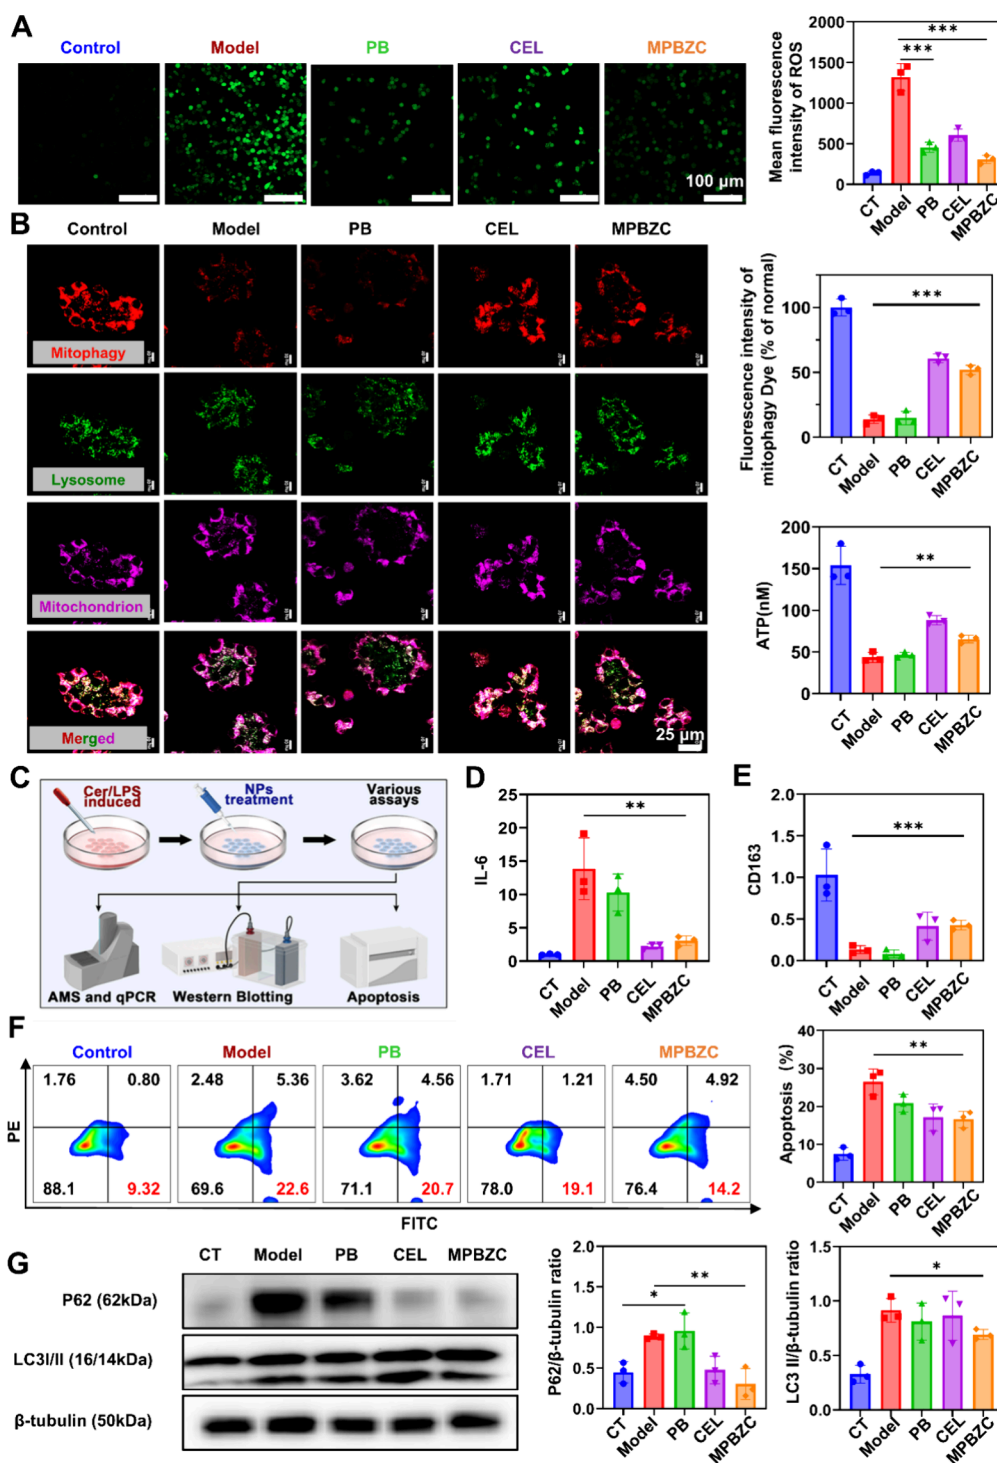 A
Control Model PB CEL MPBZC
100 μm
Mean fluorescence
intensity of ROS
2000
1500
1000
500
0
***
***
CT Model PB CEL MPBZC
B
Control Model PB CEL MPBZC
Mitophagy
Lysosome
Mitochondrion
Merged
25 μm
Fluorescence intensity of
mitophagy Dye (% of normal)
100
50
0
***
CT Model PB CEL MPBZC
ATP(nM)
200
150
100
50
0
**
CT Model PB CEL MPBZC
C
Cer/LPS
induced
NPs
treatment
Various
assays
AMS and qPCR Western Blotting Apoptosis
D
IL-6
25
20
15
10
5
0
**
CT Model PB CEL MPBZC
E
CD163
2.0
1.5
1.0
0.5
0.0
***
CT Model PB CEL MPBZC
F
Control Model PB CEL MPBZC
PE
1.76 0.80 2.48 5.36 3.62 4.56 1.71 1.21 4.50 4.92
88.1 9.32 69.6 22.6 71.1 20.7 78.0 19.1 76.4 14.2
FITC
Apoptosis (%)
40
30
20
10
0
**
CT Model PB CEL MPBZC
G
CT Model PB CEL MPBZC
P62 (62kDa)
LC3I/II (16/14kDa)
β-tubulin (50kDa)
P62/β-tubulin ratio
2.0
1.5
1.0
0.5
0.0
**
*
CT Model PB CEL MPBZC
LC3 II/β-tubulin ratio
1.5
1.0
0.5
0.0
*
CT Model PB CEL MPBZC